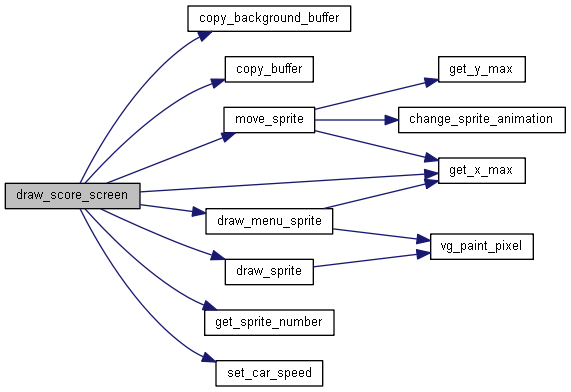 copy_background_buffer
copy_buffer
get_y_max
move_sprite
change_sprite_animation
get_x_max
draw_score_screen
draw_menu_sprite
vg_paint_pixel
draw_sprite
get_sprite_number
set_car_speed